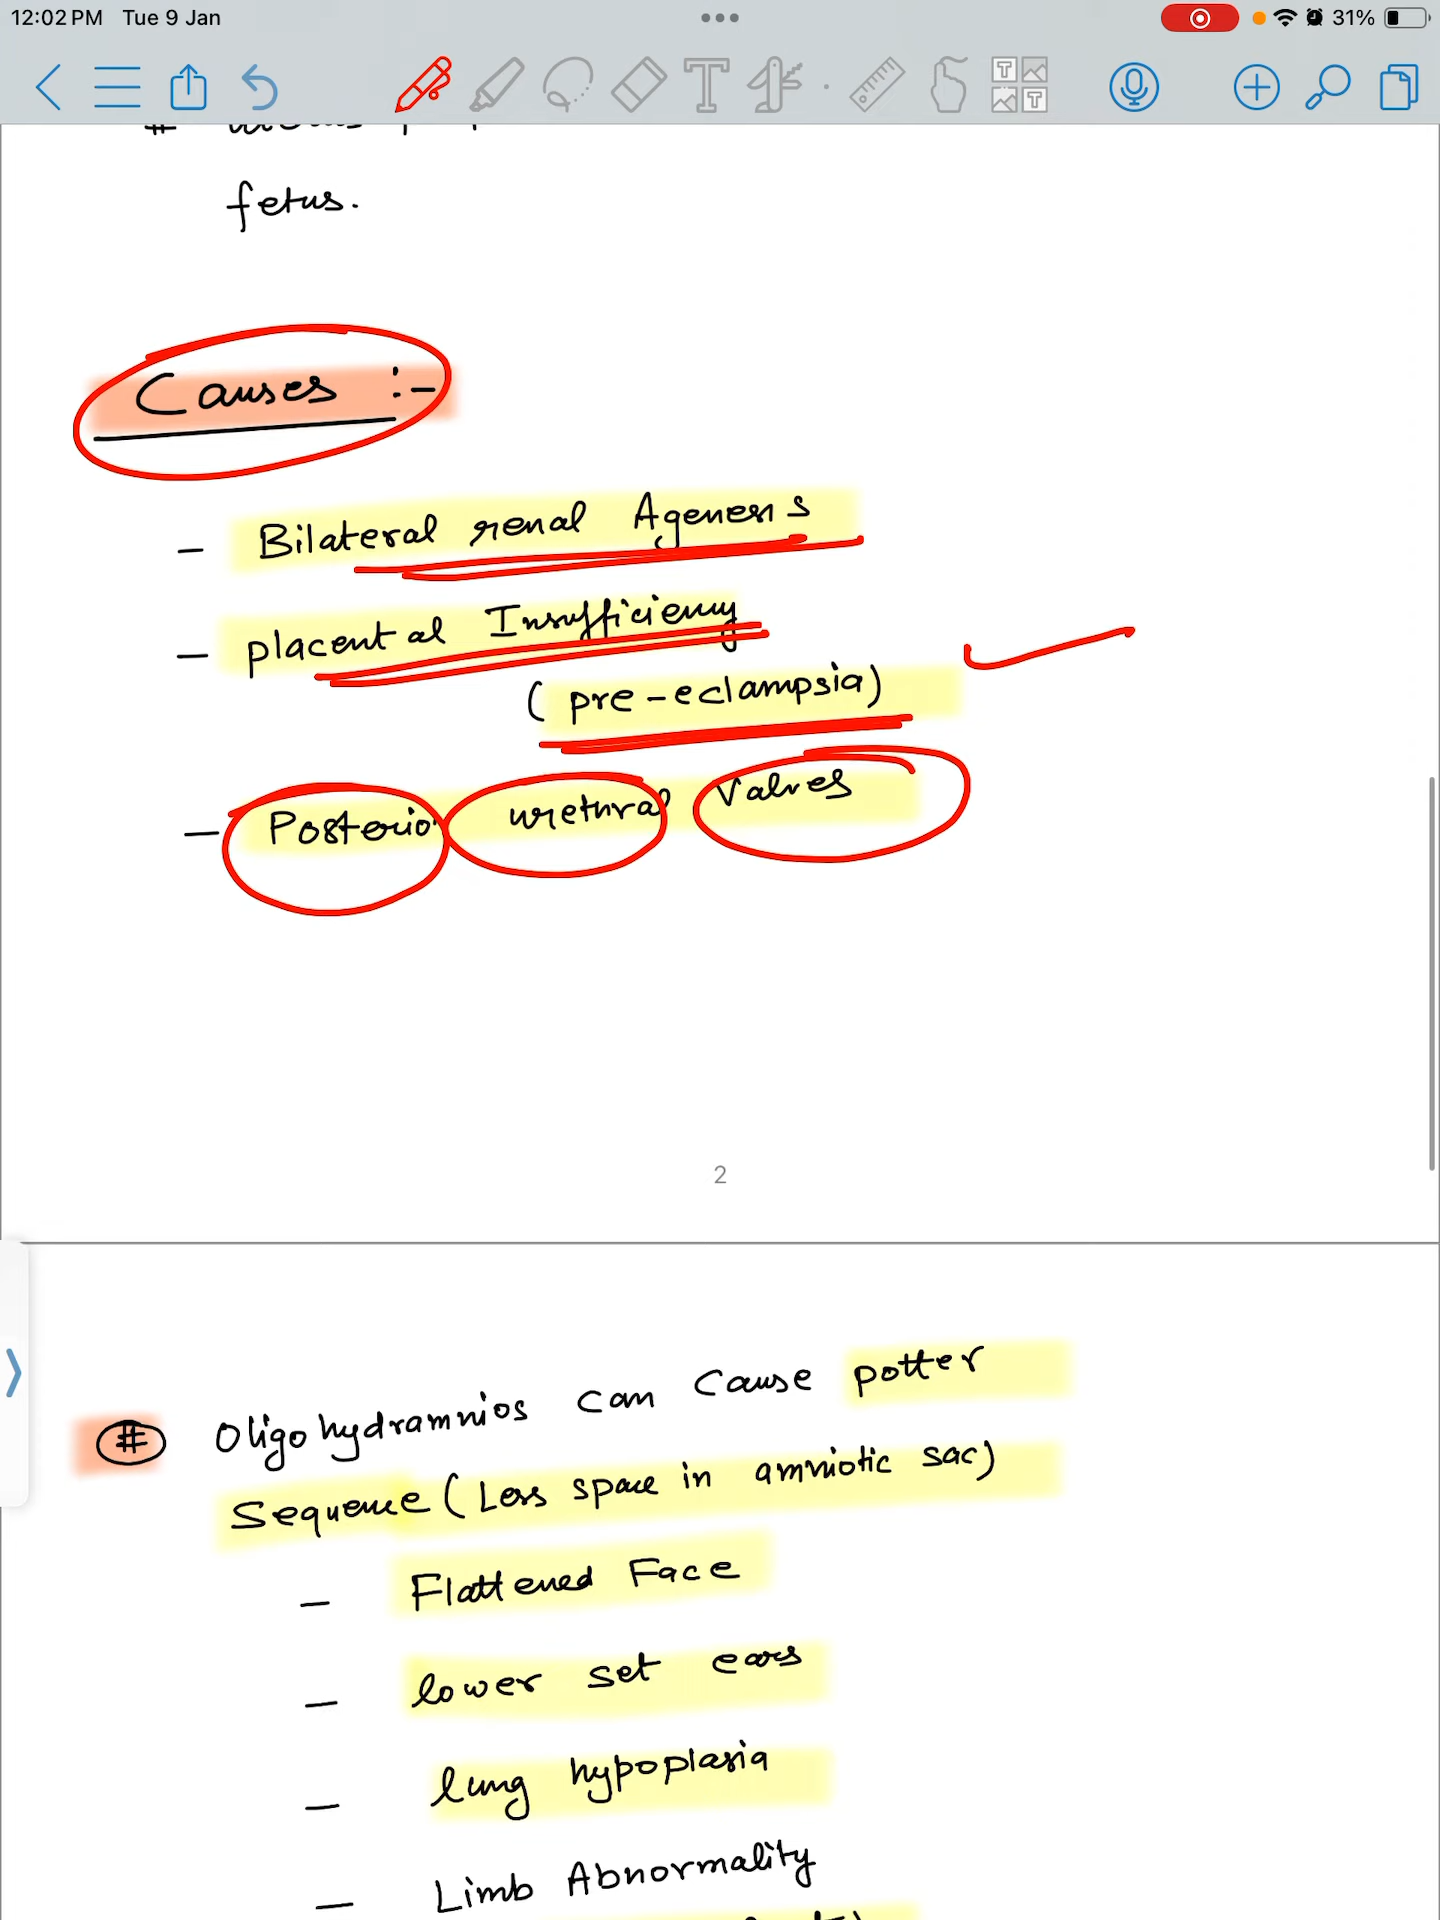 12:02 PM Tue 9 Jan
31%
fetus.
Causes :-
- Bilateral renal Agenesis
- placental Insufficiency
(pre-eclampsia)
- Posterior urethral Valves
2
# Oligohydramnios can Cause potter
Sequence (Less space in amniotic sac)
- Flattened Face
- lower set ears
- lung hypoplasia
- Limb Abnormality